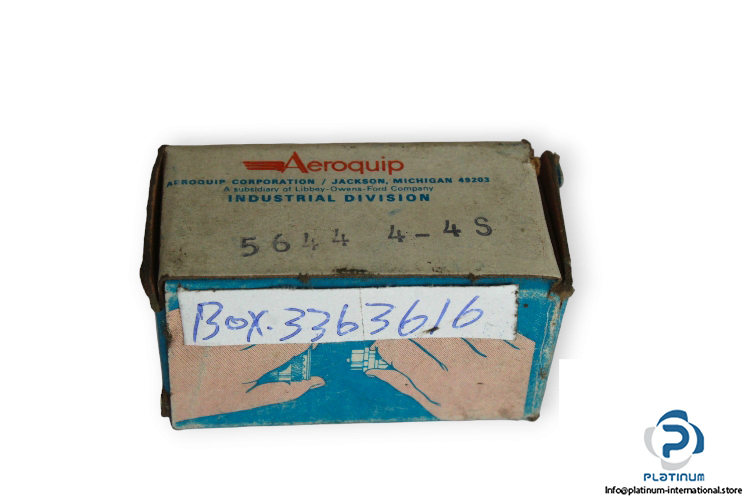 Aeroquip
AEROQUIP CORPORATION / JACKSON, MICHIGAN 49203
A subsidiary of Libbey-Owens-Ford Company
INDUSTRIAL DIVISION
5644 4-4S
Box.3363616
PLATINUM
Info@platinum-international.store